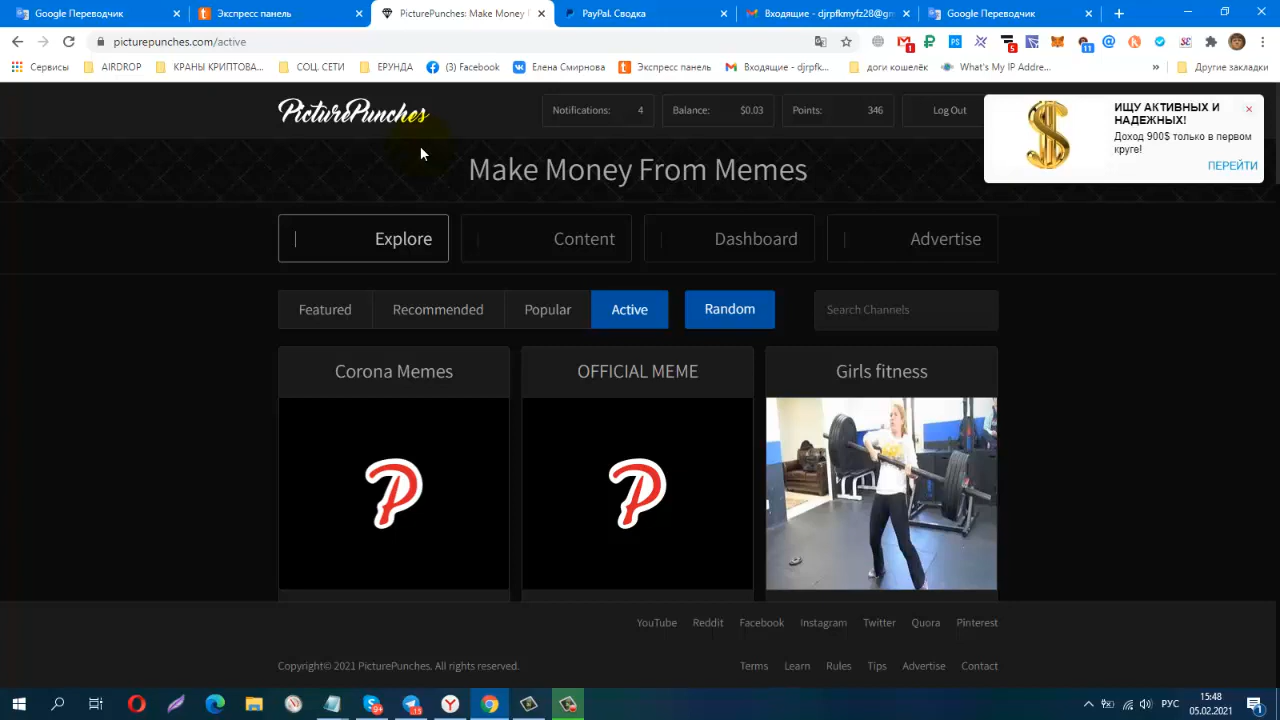 Google Переводчик
Экспресс панель
PicturePunches: Make Money
PayPal. Сводка
Входящие - djrpfkmyfz28@gm
Google Переводчик
picturepunches.com/active
Сервисы
AIRDROP
КРАНЫ КРИПТОВА...
СОЦ. СЕТИ
ЕРУНДА
(3) Facebook
Елена Смирнова
Экспресс панель
Входящие - djrpfk...
доги кошелёк
What's My IP Addre...
Другие закладки
PicturePunches
Notifications: 4
Balance: $0.03
Points: 346
Log Out
ИЩУ АКТИВНЫХ И
НАДЕЖНЫХ!
Доход 900$ только в первом
круге!
ПЕРЕЙТИ
Make Money From Memes
Explore
Content
Dashboard
Advertise
Featured
Recommended
Popular
Active
Random
Search Channels
Corona Memes
OFFICIAL MEME
Girls fitness
P
P
YouTube
Reddit
Facebook
Instagram
Twitter
Quora
Pinterest
Copyright© 2021 PicturePunches. All rights reserved.
Terms
Learn
Rules
Tips
Advertise
Contact
РУС
15:48
05.02.2021